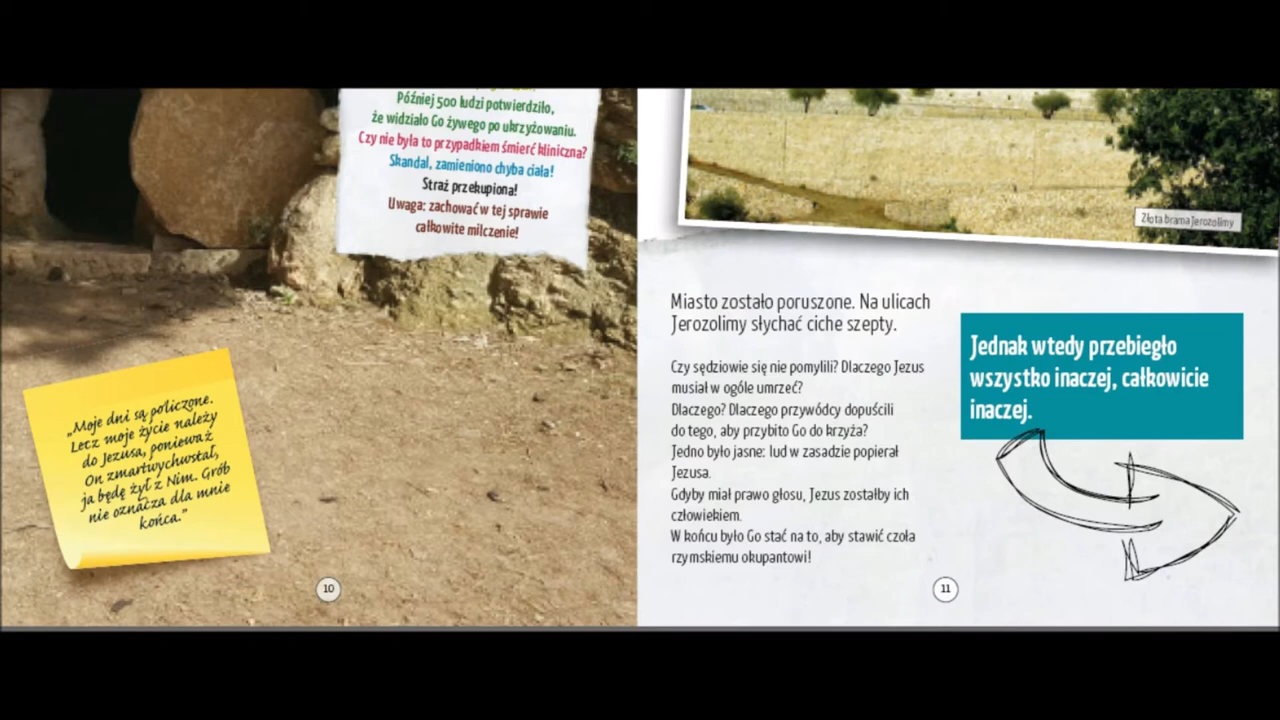 Później 500 ludzi potwierdziło,
że widziało Go żywego po ukrzyżowaniu.
Czy nie była to przypadkiem śmierć kliniczna?
Skandal, zamieniono chyba ciała!
Straż przekupiona!
Uwaga: zachować w tej sprawie
całkowite milczenie!
„Moje dni są policzone.
Lecz moje życie należy
do Jezusa, ponieważ
On zmartwychwstał,
ja będę żył z Nim. Grób
nie oznacza dla mnie
końca.”
10
Złota brama Jerozolimy
Miasto zostało poruszone. Na ulicach
Jerozolimy słychać ciche szepty.
Czy sędziowie się nie pomylili? Dlaczego Jezus
musiał w ogóle umrzeć?
Dlaczego? Dlaczego przywódcy dopuścili
do tego, aby przybito Go do krzyża?
Jedno było jasne: lud w zasadzie popierał
Jezusa.
Gdyby miał prawo głosu, Jezus zostałby ich
człowiekiem.
W końcu było Go stać na to, aby stawić czoła
rzymskiemu okupantowi!
Jednak wtedy przebiegło
wszystko inaczej, całkowicie
inaczej.
11